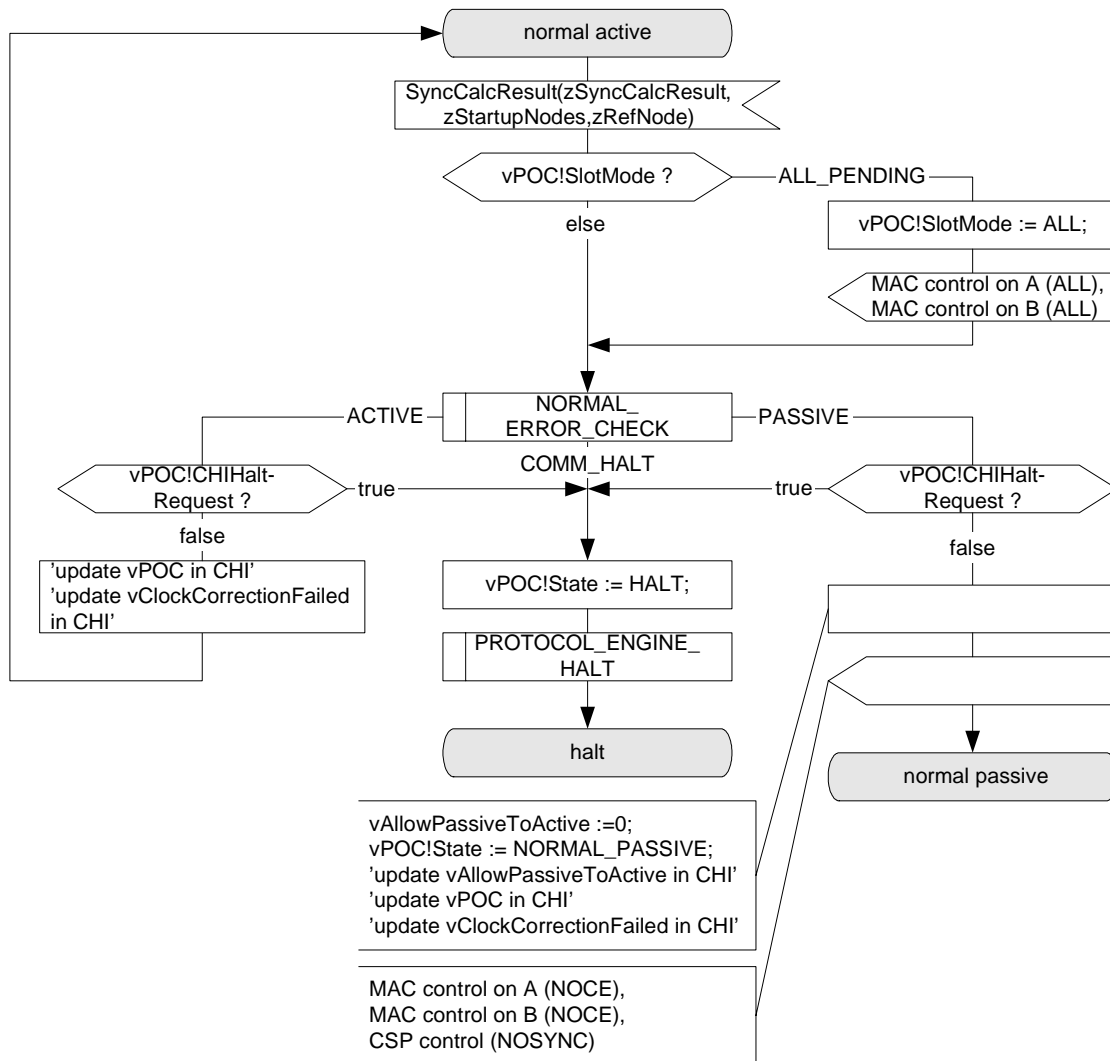 normal active
SyncCalcResult(zSyncCalcResult,
zStartupNodes,zRefNode)
vPOC!SlotMode ?
ALL_PENDING
else
vPOC!SlotMode := ALL;
MAC control on A (ALL),
MAC control on B (ALL)
ACTIVE
NORMAL_
ERROR_CHECK
PASSIVE
COMM_HALT
vPOC!CHIHalt-
Request ?
true
true
vPOC!CHIHalt-
Request ?
false
false
’update vPOC in CHI’
’update vClockCorrectionFailed
in CHI’
vPOC!State := HALT;
PROTOCOL_ENGINE_
HALT
halt
normal passive
vAllowPassiveToActive :=0;
vPOC!State := NORMAL_PASSIVE;
’update vAllowPassiveToActive in CHI’
’update vPOC in CHI’
’update vClockCorrectionFailed in CHI’
MAC control on A (NOCE),
MAC control on B (NOCE),
CSP control (NOSYNC)